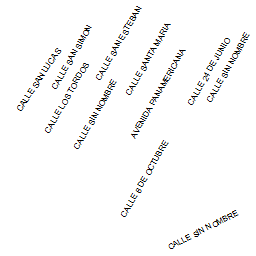 CALLE SAN LUCAS
CALLE SAN SIMON
CALLE LOS TORDOS
CALLE SAN ESTEBAN
CALLE SIN NOMBRE
CALLE SANTA MARIA
AVENIDA PANAMERICANA
CALLE 24 DE JUNIO
CALLE SIN NOMBRE
CALLE 6 DE OCTUBRE
CALLE SIN NOMBRE